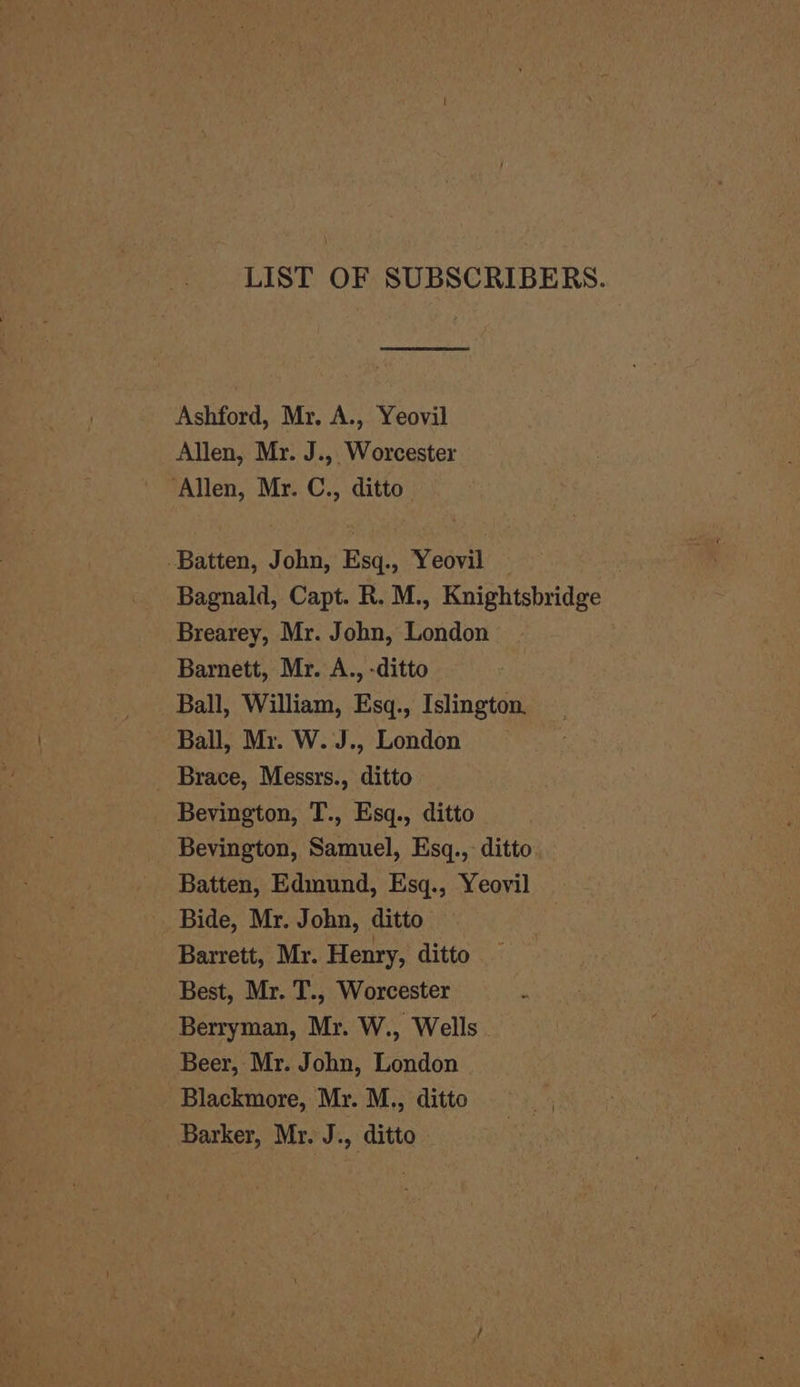 LIST OF SUBSCRIBERS.
Ashford, Mr. A., Yeovil
Allen, Mr. J., Worcester
Allen, Mr. C., ditto
Batten, John, Esq., Yeovil
Bagnald, Capt. R. M., Knightsbridge
Brearey, Mr. John, London
Barnett, Mr. A., ditto
Ball, William, Esq., Islington.
Ball, Mr. W. J., London
Brace, Messrs., ditto
Bevington, T., Esq., ditto
Bevington, Samuel, Esq., ditto
Batten, Edmund, Esq., Yeovil
Bide, Mr. John, ditto
Barrett, Mr. Henry, ditto
Best, Mr. T., Worcester
Berryman, Mr. W., Wells
Beer, Mr. John, London
Blackmore, Mr. M., ditto
Barker, Mr. J., ditto